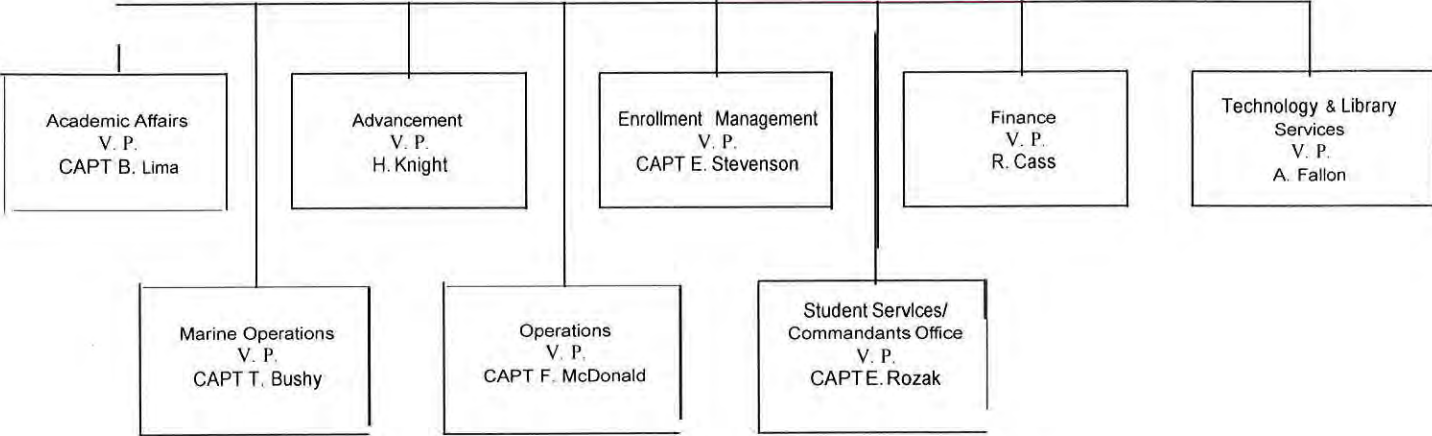 Academic Affairs
V. P.
CAPT B. Lima
Advancement
V. P.
H. Knight
Enrollment Management
V. P.
CAPT E. Stevenson
Finance
V. P.
R. Cass
Technology & Library
Services
V. P.
A. Fallon
Marine Operations
V. P.
CAPT T. Bushy
Operations
V. P.
CAPT F. McDonald
Student Services/
Commandants Office
V. P.
CAPT E. Rozak